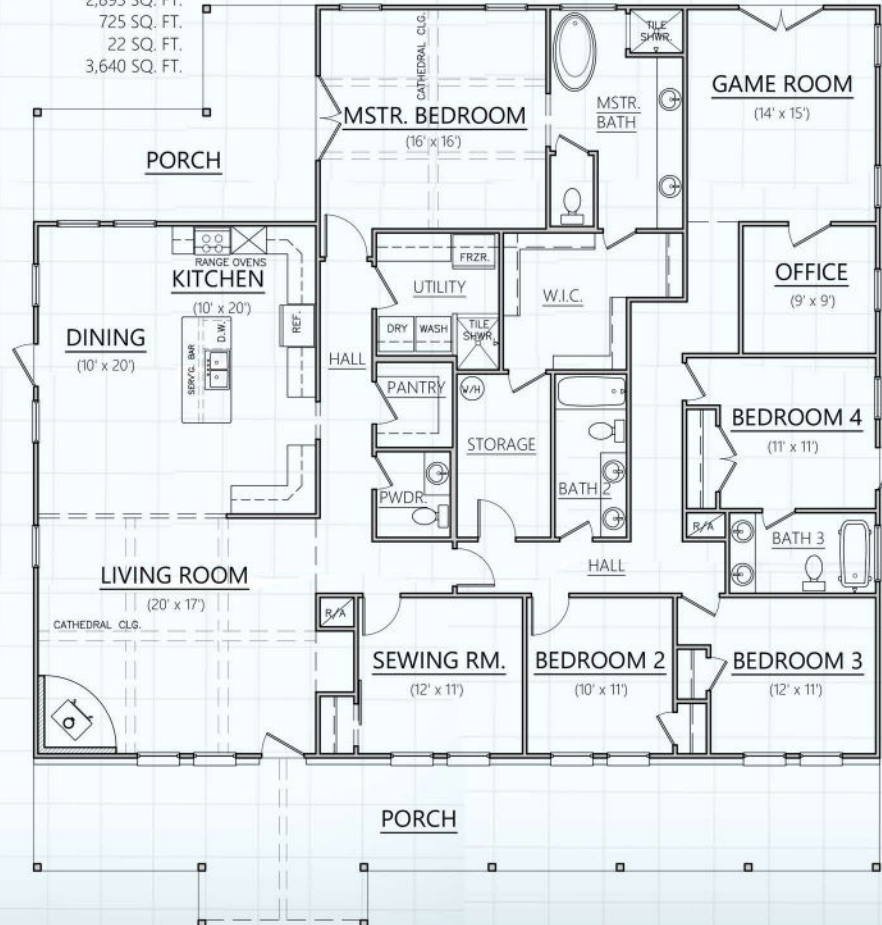 2,893 SQ. FT.
725 SQ. FT.
22 SQ. FT.
3,640 SQ. FT.
CATHEDRAL CLG.
TILE
SHWR.
MSTR. BEDROOM
(16' x 16')
MSTR.
BATH
GAME ROOM
(14' x 15')
PORCH
RANGE OVENS
KITCHEN
(10' x 20')
REF.
D.W.
SERV'G. BAR
DINING
(10' x 20')
HALL
FRZR.
UTILITY
DRY
WASH
TILE
SHWR.
W.I.C.
OFFICE
(9' x 9')
PANTRY
W/H
STORAGE
PWDR.
BATH 2
BEDROOM 4
(11' x 11')
R/A
BATH 3
HALL
LIVING ROOM
(20' x 17')
CATHEDRAL CLG.
R/A
SEWING RM.
(12' x 11')
BEDROOM 2
(10' x 11')
BEDROOM 3
(12' x 11')
PORCH